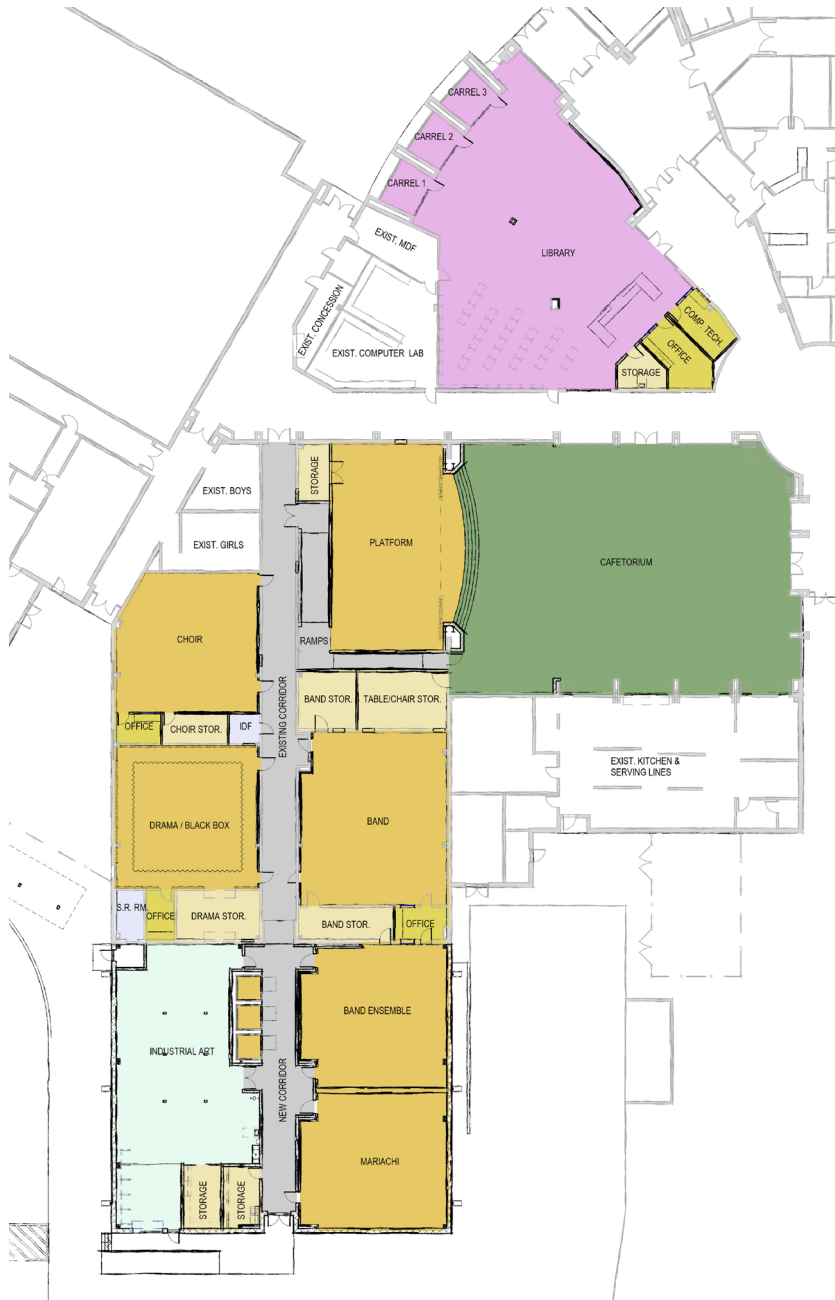 CARREL 3
CARREL 2
CARREL 1
EXIST. MDF
LIBRARY
EXIST. CONCESSION
COMP. TECH.
EXIST. COMPUTER LAB
OFFICE
STORAGE
STORAGE
EXIST. BOYS
PLATFORM
EXIST. GIRLS
CAFETORIUM
CHOIR
RAMPS
EXISTING CORRIDOR
BAND STOR.
TABLE/CHAIR STOR.
OFFICE
CHOIR STOR.
IDF
EXIST. KITCHEN &
SERVING LINES
DRAMA / BLACK BOX
BAND
S.R. RM.
OFFICE
DRAMA STOR.
BAND STOR.
OFFICE
BAND ENSEMBLE
INDUSTRIAL ART
NEW CORRIDOR
MARIACHI
STORAGE
STORAGE